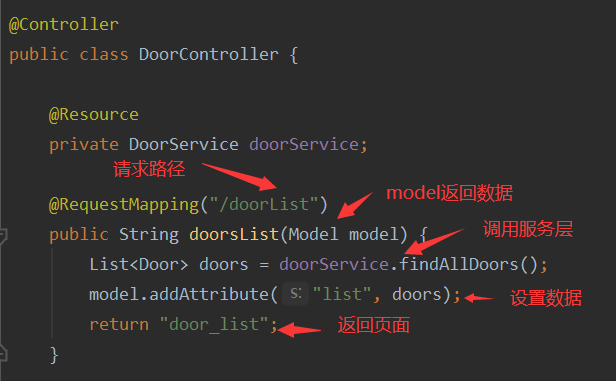 @Controller
public class DoorController {
@Resource
private DoorService doorService;
请求路径
@RequestMapping("/doorList")
model返回数据
public String doorsList(Model model) {
调用服务层
List<Door> doors = doorService.findAllDoors();
model.addAttribute( S: "list", doors);
设置数据
return "door_list";
返回页面
}